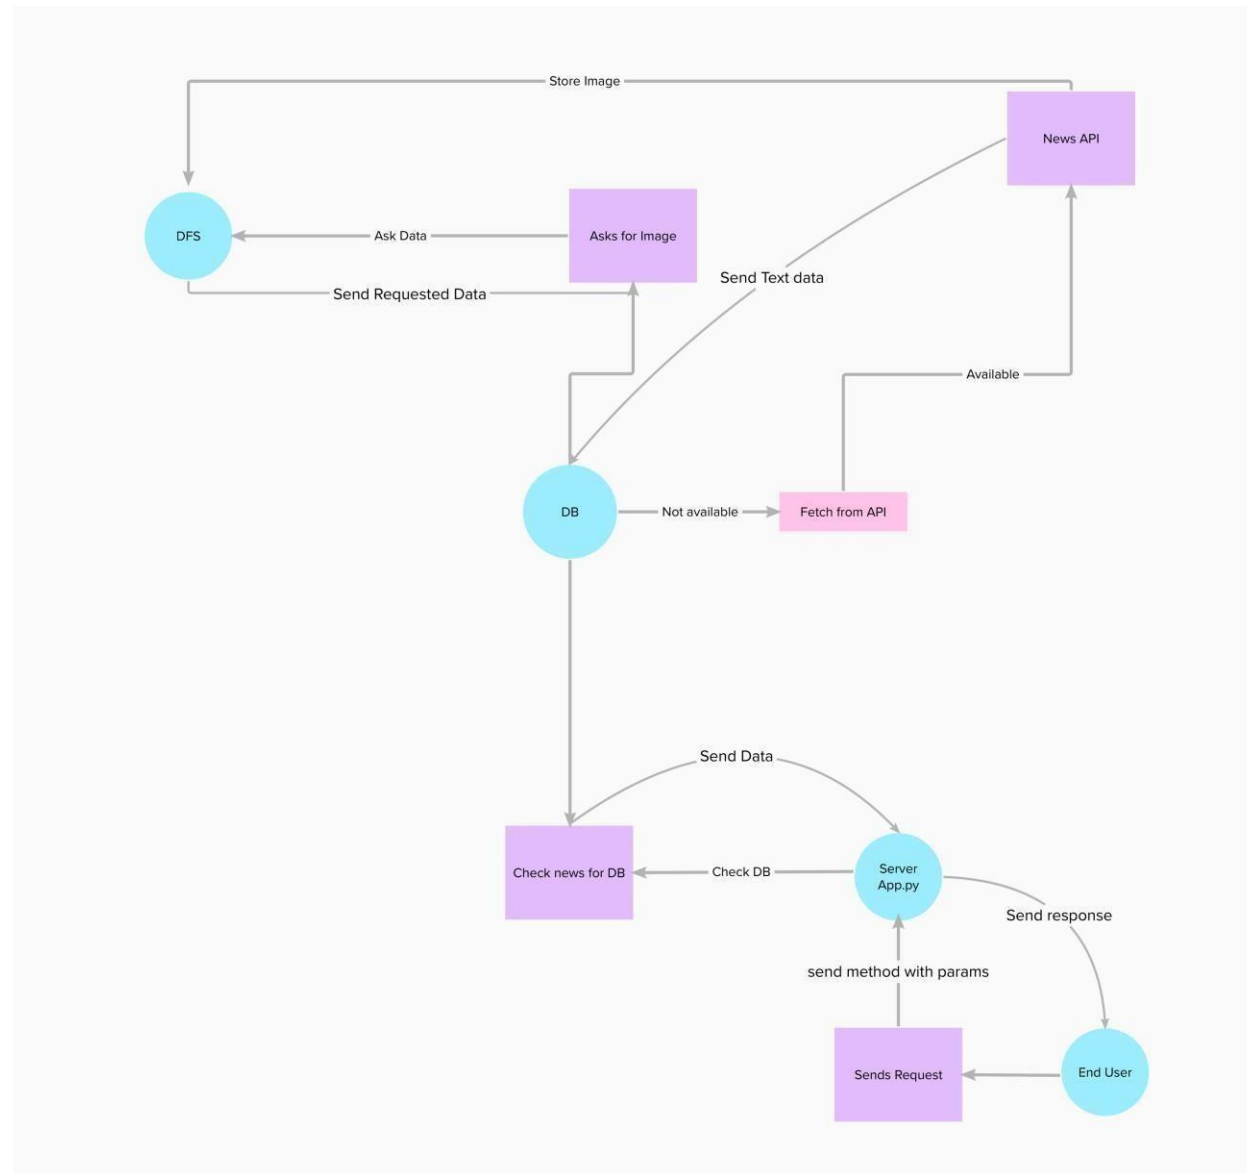 Store Image
News API
DFS
Ask Data
Asks for Image
Send Text data
Send Requested Data
Available
DB
Not available
Fetch from API
Send Data
Check news for DB
Check DB
Server
App.py
Send response
send method with params
Sends Request
End User